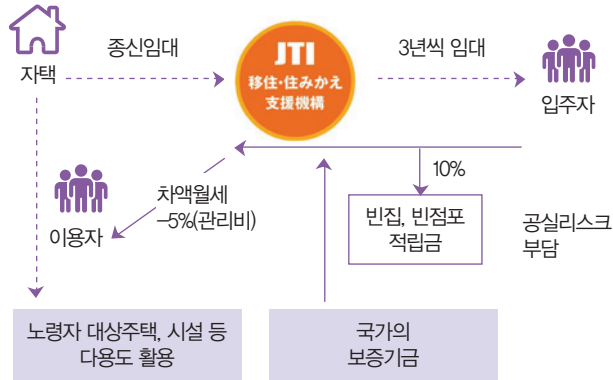 종신임대
JTI
移住·住みかえ
支援機構
3년씩 임대
자택
입주자
10%
차액월세
–5%(관리비)
이용자
빈집, 빈점포
적립금
공실리스크
부담
노령자 대상주택, 시설 등
다용도 활용
국가의
보증기금